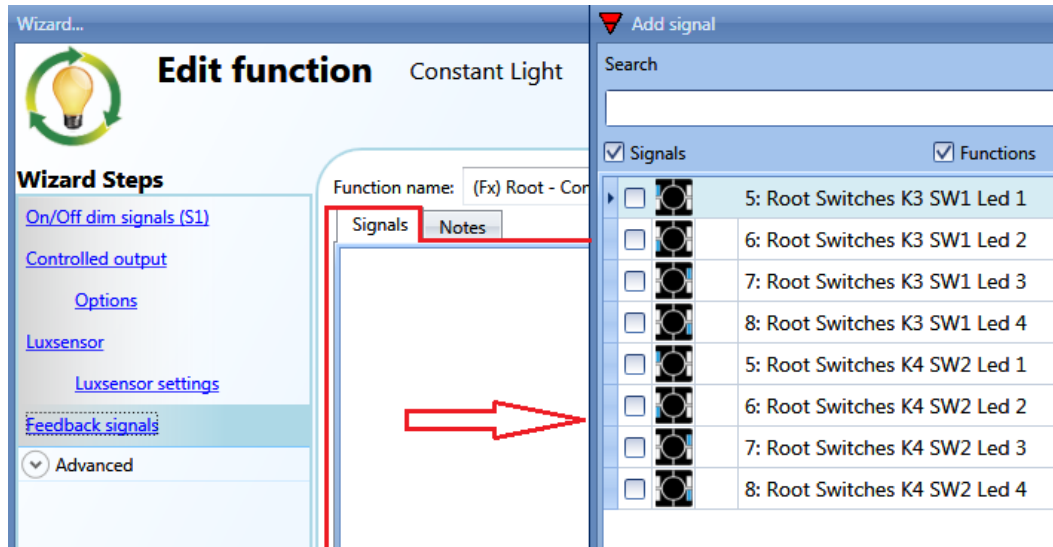 Wizard...
Edit function Constant Light
Wizard Steps
On/Off dim signals (S1)
Controlled output
Options
Luxsensor
Luxsensor settings
Feedback signals
Advanced
Function name: (Fx) Root - Con
Signals Notes
Add signal
Search
Signals Functions
5: Root Switches K3 SW1 Led 1
6: Root Switches K3 SW1 Led 2
7: Root Switches K3 SW1 Led 3
8: Root Switches K3 SW1 Led 4
5: Root Switches K4 SW2 Led 1
6: Root Switches K4 SW2 Led 2
7: Root Switches K4 SW2 Led 3
8: Root Switches K4 SW2 Led 4